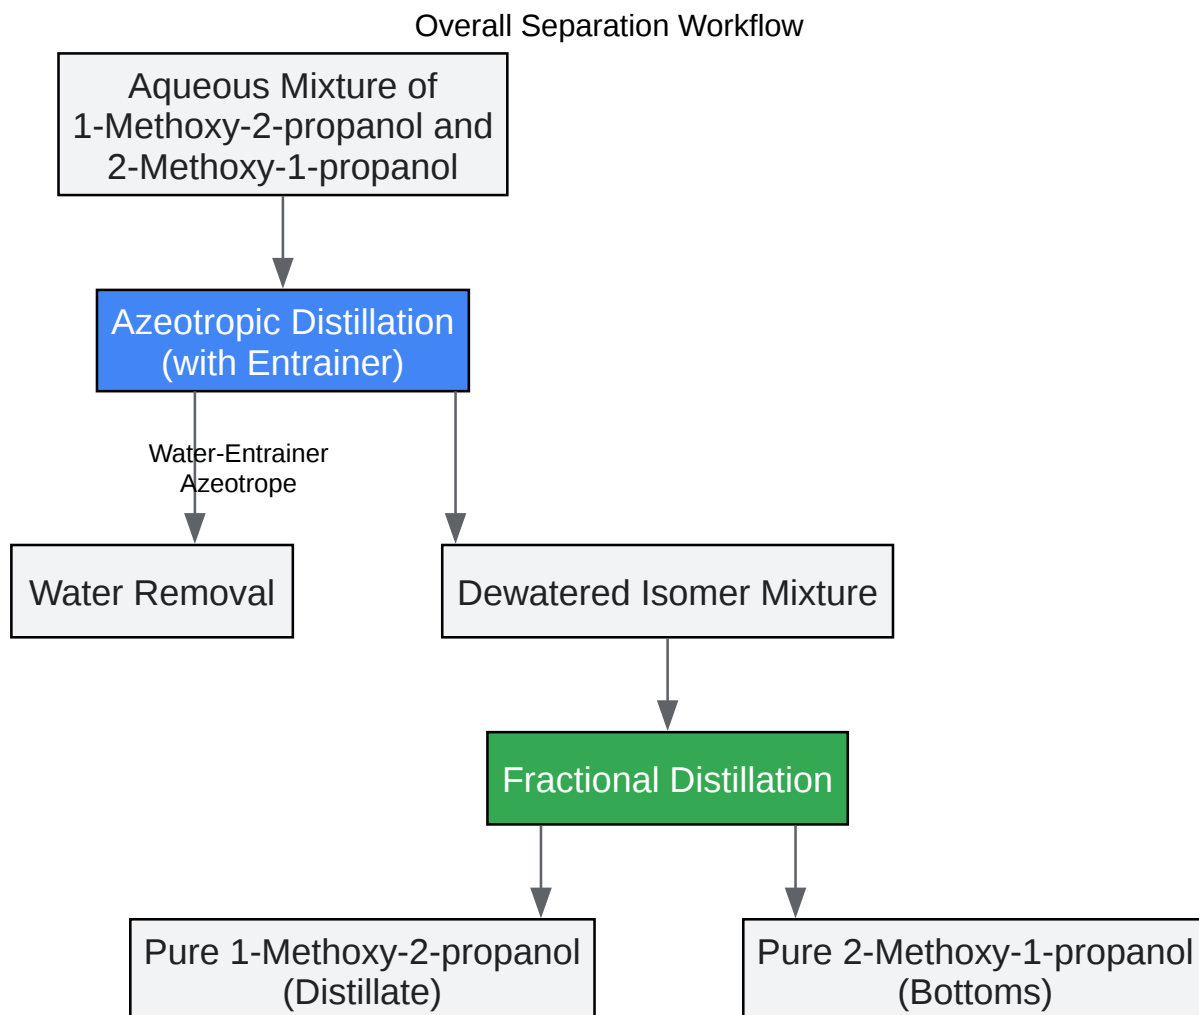 Overall Separation Workflow
Aqueous Mixture of
1-Methoxy-2-propanol and
2-Methoxy-1-propanol
Azeotropic Distillation
(with Entrainer)
Water-Entrainer
Azeotrope
Water Removal
Dewatered Isomer Mixture
Fractional Distillation
Pure 1-Methoxy-2-propanol
(Distillate)
Pure 2-Methoxy-1-propanol
(Bottoms)